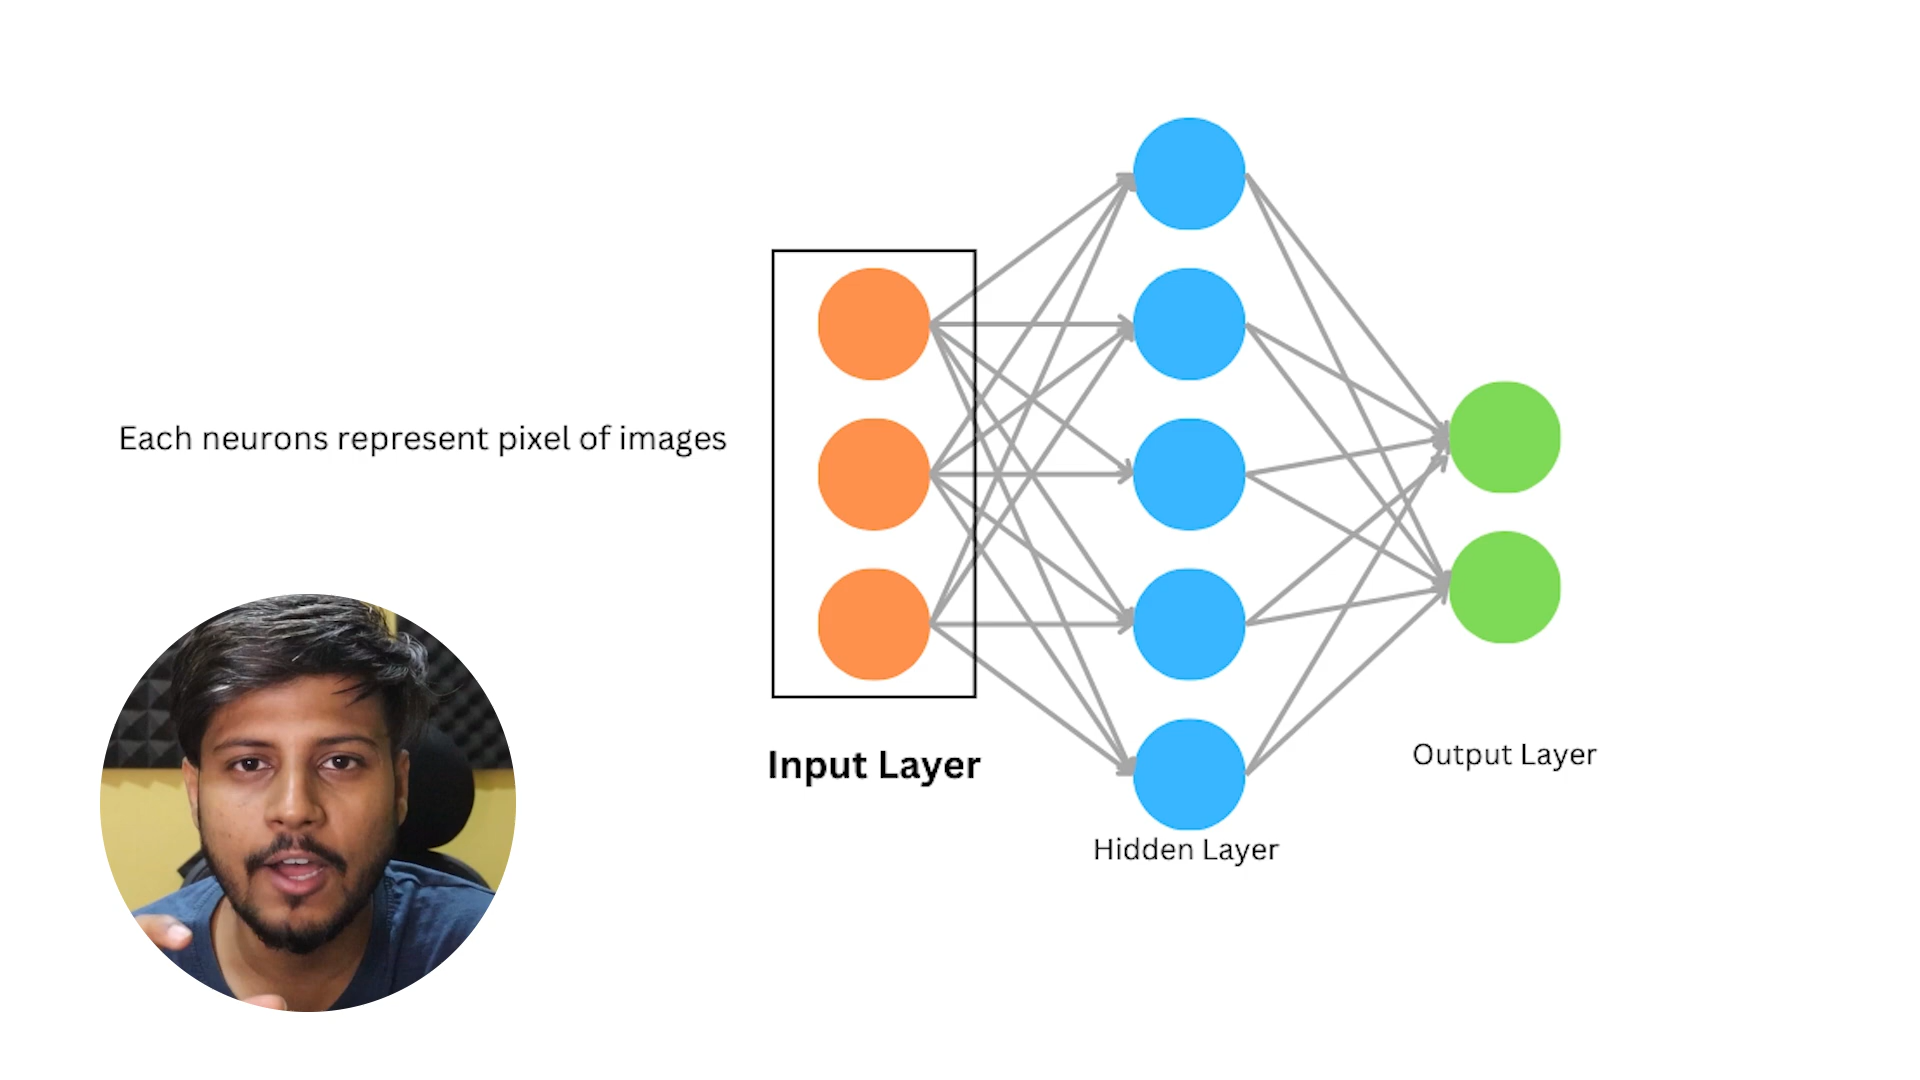 Each neurons represent pixel of images
Input Layer
Hidden Layer
Output Layer